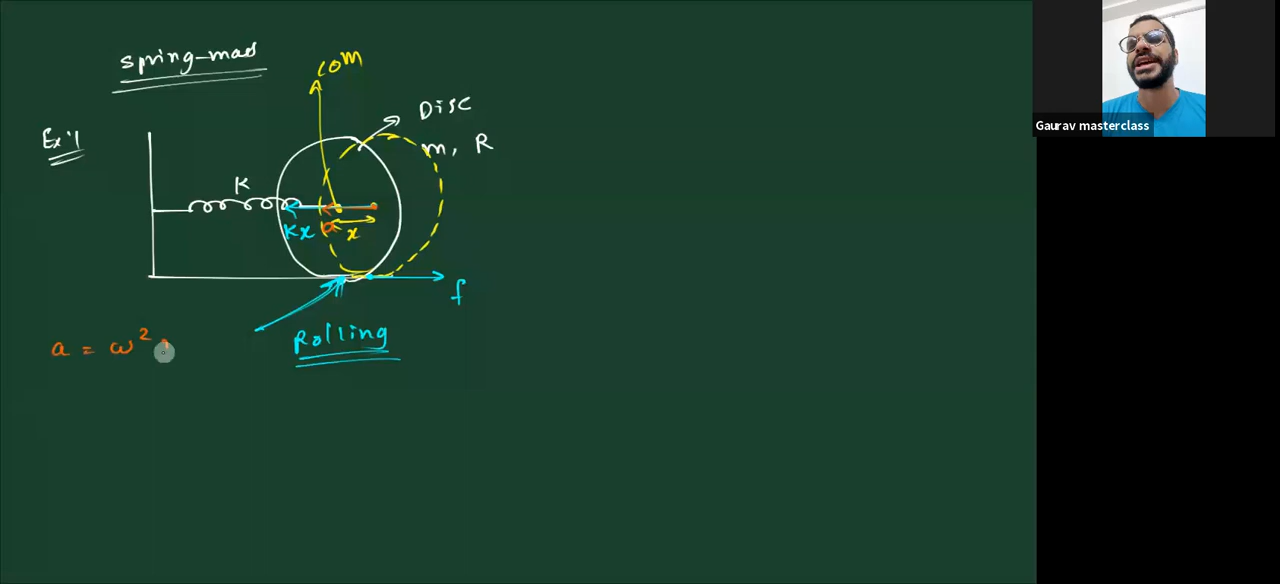 spring-mass
COM
Disc
Ex:1
m, R
K
Kx
a
x
f
Rolling
a = ω²
Gaurav masterclass